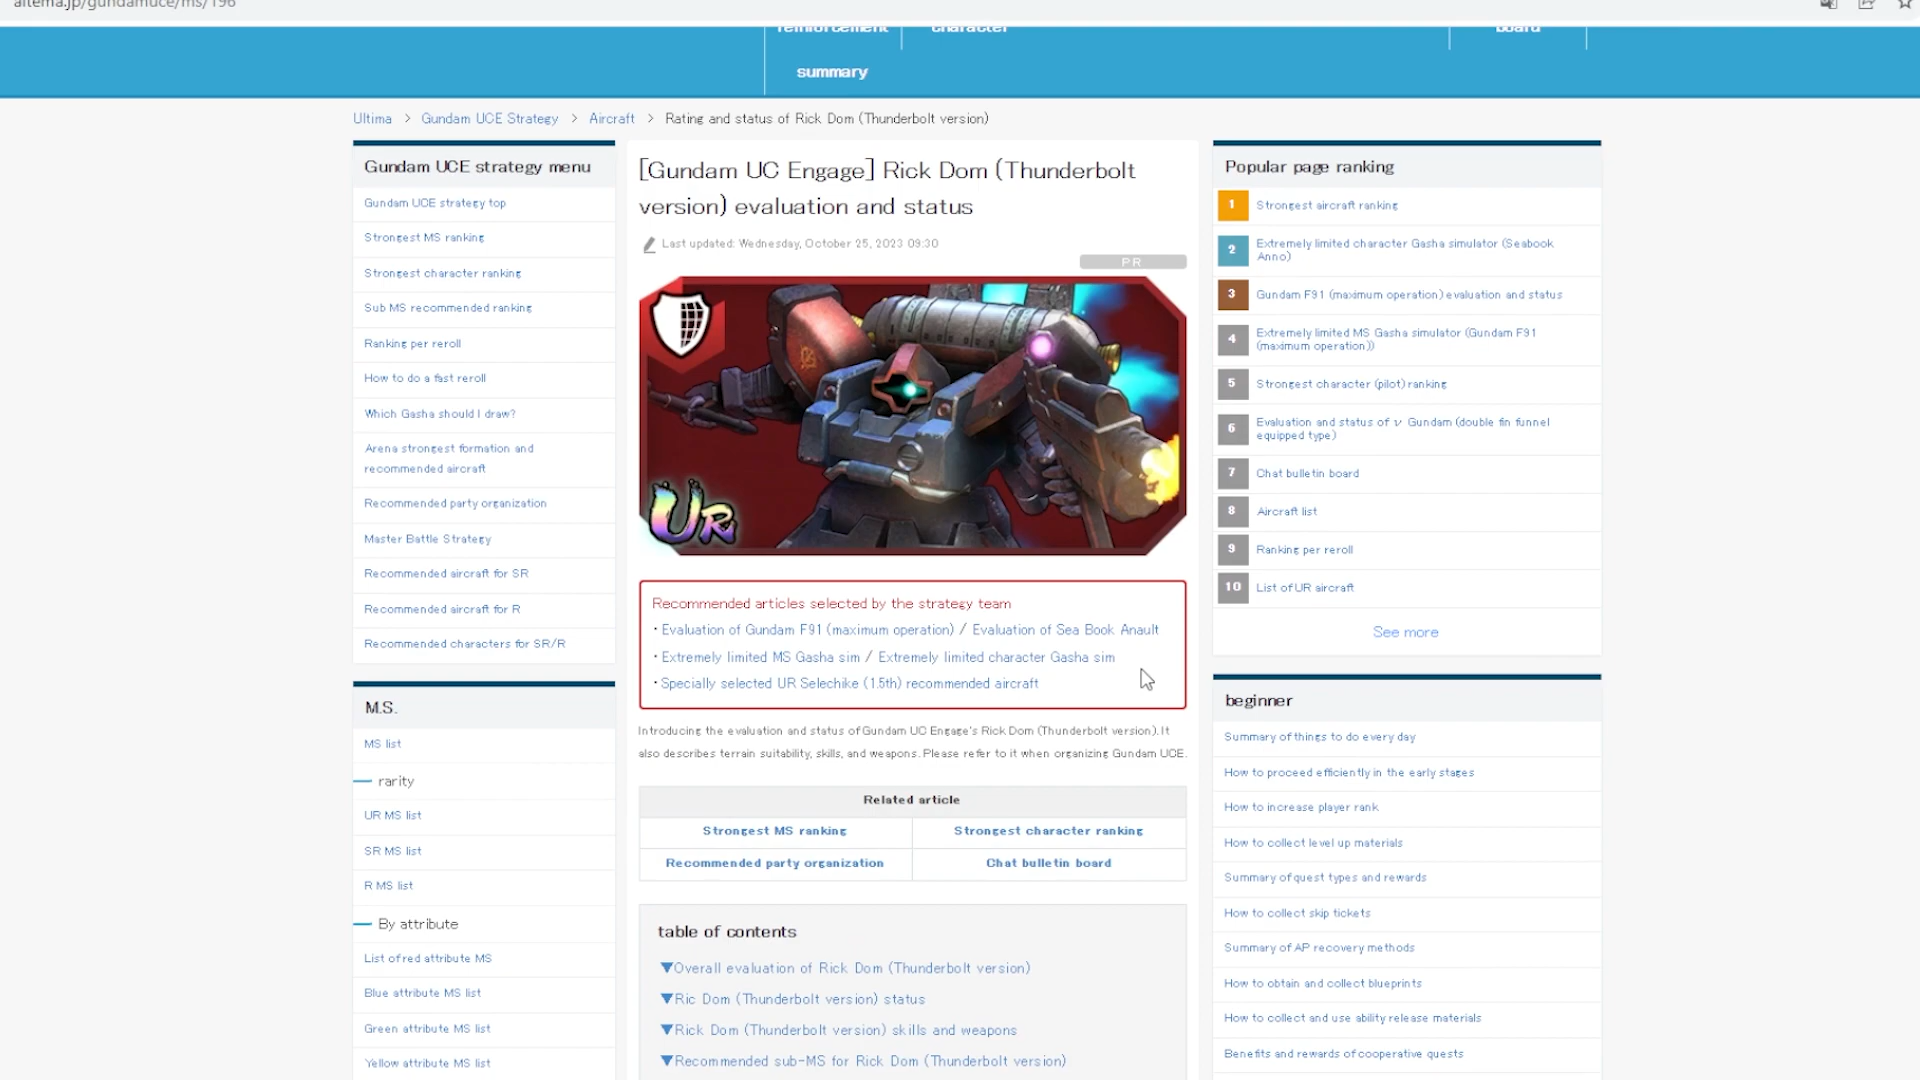 altema.jp/gundamuce/ms/196
reinforcement
character
board
summary
Ultima > Gundam UCE Strategy > Aircraft > Rating and status of Rick Dom (Thunderbolt version)
Gundam UCE strategy menu
Gundam UCE strategy top
Strongest MS ranking
Strongest character ranking
Sub MS recommended ranking
Ranking per reroll
How to do a fast reroll
Which Gasha should I draw?
Arena strongest formation and
recommended aircraft
Recommended party organization
Master Battle Strategy
Recommended aircraft for SR
Recommended aircraft for R
Recommended characters for SR/R
M.S.
MS list
rarity
UR MS list
SR MS list
R MS list
By attribute
List of red attribute MS
Blue attribute MS list
Green attribute MS list
Yellow attribute MS list
[Gundam UC Engage] Rick Dom (Thunderbolt
version) evaluation and status
Last updated: Wednesday, October 25, 2023 09:30
PR
UR
Recommended articles selected by the strategy team
・Evaluation of Gundam F91 (maximum operation) / Evaluation of Sea Book Anault
・Extremely limited MS Gasha sim / Extremely limited character Gasha sim
・Specially selected UR Selechike (1.5th) recommended aircraft
Introducing the evaluation and status of Gundam UC Engage's Rick Dom (Thunderbolt version). It
also describes terrain suitability, skills, and weapons. Please refer to it when organizing Gundam UCE.
Related article
Strongest MS ranking
Strongest character ranking
Recommended party organization
Chat bulletin board
table of contents
▼Overall evaluation of Rick Dom (Thunderbolt version)
▼Ric Dom (Thunderbolt version) status
▼Rick Dom (Thunderbolt version) skills and weapons
▼Recommended sub-MS for Rick Dom (Thunderbolt version)
Popular page ranking
1 Strongest aircraft ranking
2 Extremely limited character Gasha simulator (Seabook
Anno)
3 Gundam F91 (maximum operation) evaluation and status
4 Extremely limited MS Gasha simulator (Gundam F91
(maximum operation))
5 Strongest character (pilot) ranking
6 Evaluation and status of ν Gundam (double fin funnel
equipped type)
7 Chat bulletin board
8 Aircraft list
9 Ranking per reroll
10 List of UR aircraft
See more
beginner
Summary of things to do every day
How to proceed efficiently in the early stages
How to increase player rank
How to collect level up materials
Summary of quest types and rewards
How to collect skip tickets
Summary of AP recovery methods
How to obtain and collect blueprints
How to collect and use ability release materials
Benefits and rewards of cooperative quests